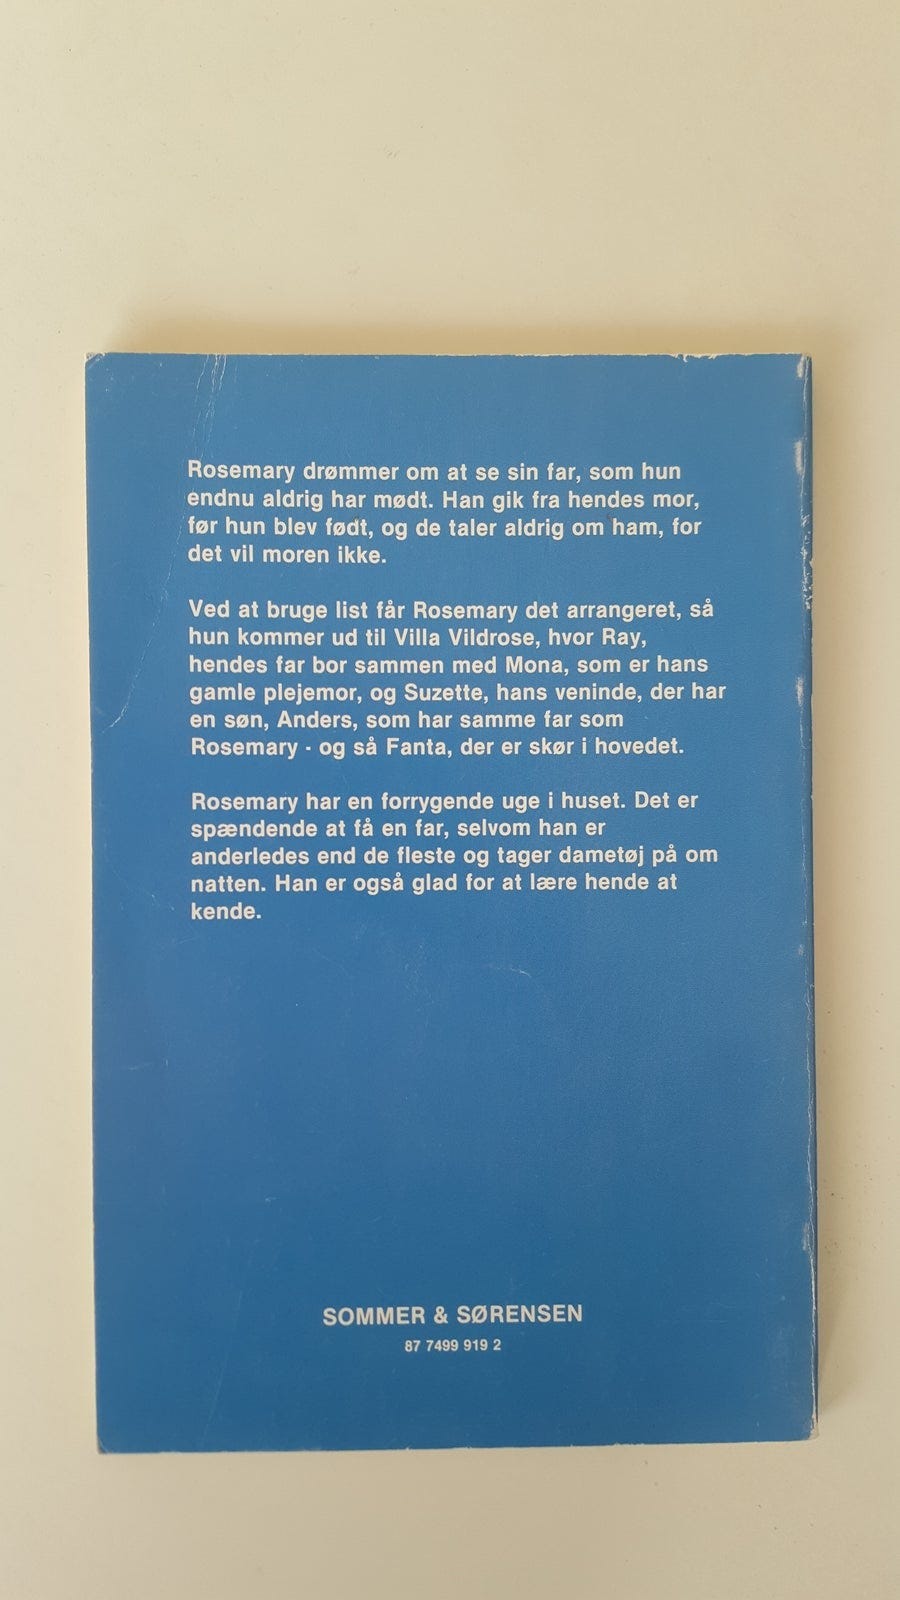 Rosemary drømmer om at se sin far, som hun
endnu aldrig har mødt. Han gik fra hendes mor,
før hun blev født, og de taler aldrig om ham, for
det vil moren ikke.
Ved at bruge list får Rosemary det arrangeret, så
hun kommer ud til Villa Vildrose, hvor Ray,
hendes far bor sammen med Mona, som er hans
gamle plejemor, og Suzette, hans veninde, der har
en søn, Anders, som har samme far som
Rosemary - og så Fanta, der er skør i hovedet.
Rosemary har en forrygende uge i huset. Det er
spændende at få en far, selvom han er
anderledes end de fleste og tager dametøj på om
natten. Han er også glad for at lære hende at
kende.
SOMMER & SØRENSEN
87 7499 919 2